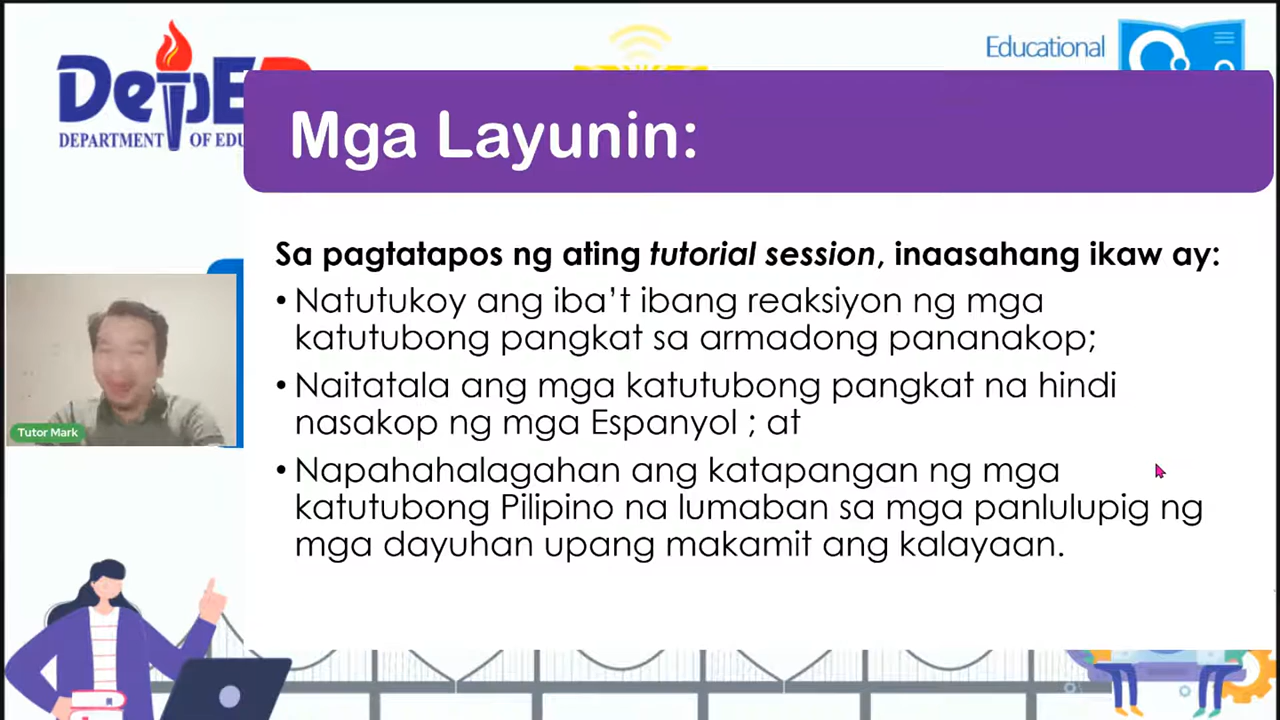 Educational
DEPARTMENT OF EDU
Mga Layunin:
Sa pagtatapos ng ating tutorial session, inaasahang ikaw ay:
• Natutukoy ang iba't ibang reaksiyon ng mga
katutubong pangkat sa armadong pananakop;
• Naitatala ang mga katutubong pangkat na hindi
nasakop ng mga Espanyol ; at
• Napahahalagahan ang katapangan ng mga
katutubong Pilipino na lumaban sa mga panlulupig ng
mga dayuhan upang makamit ang kalayaan.
Tutor Mark